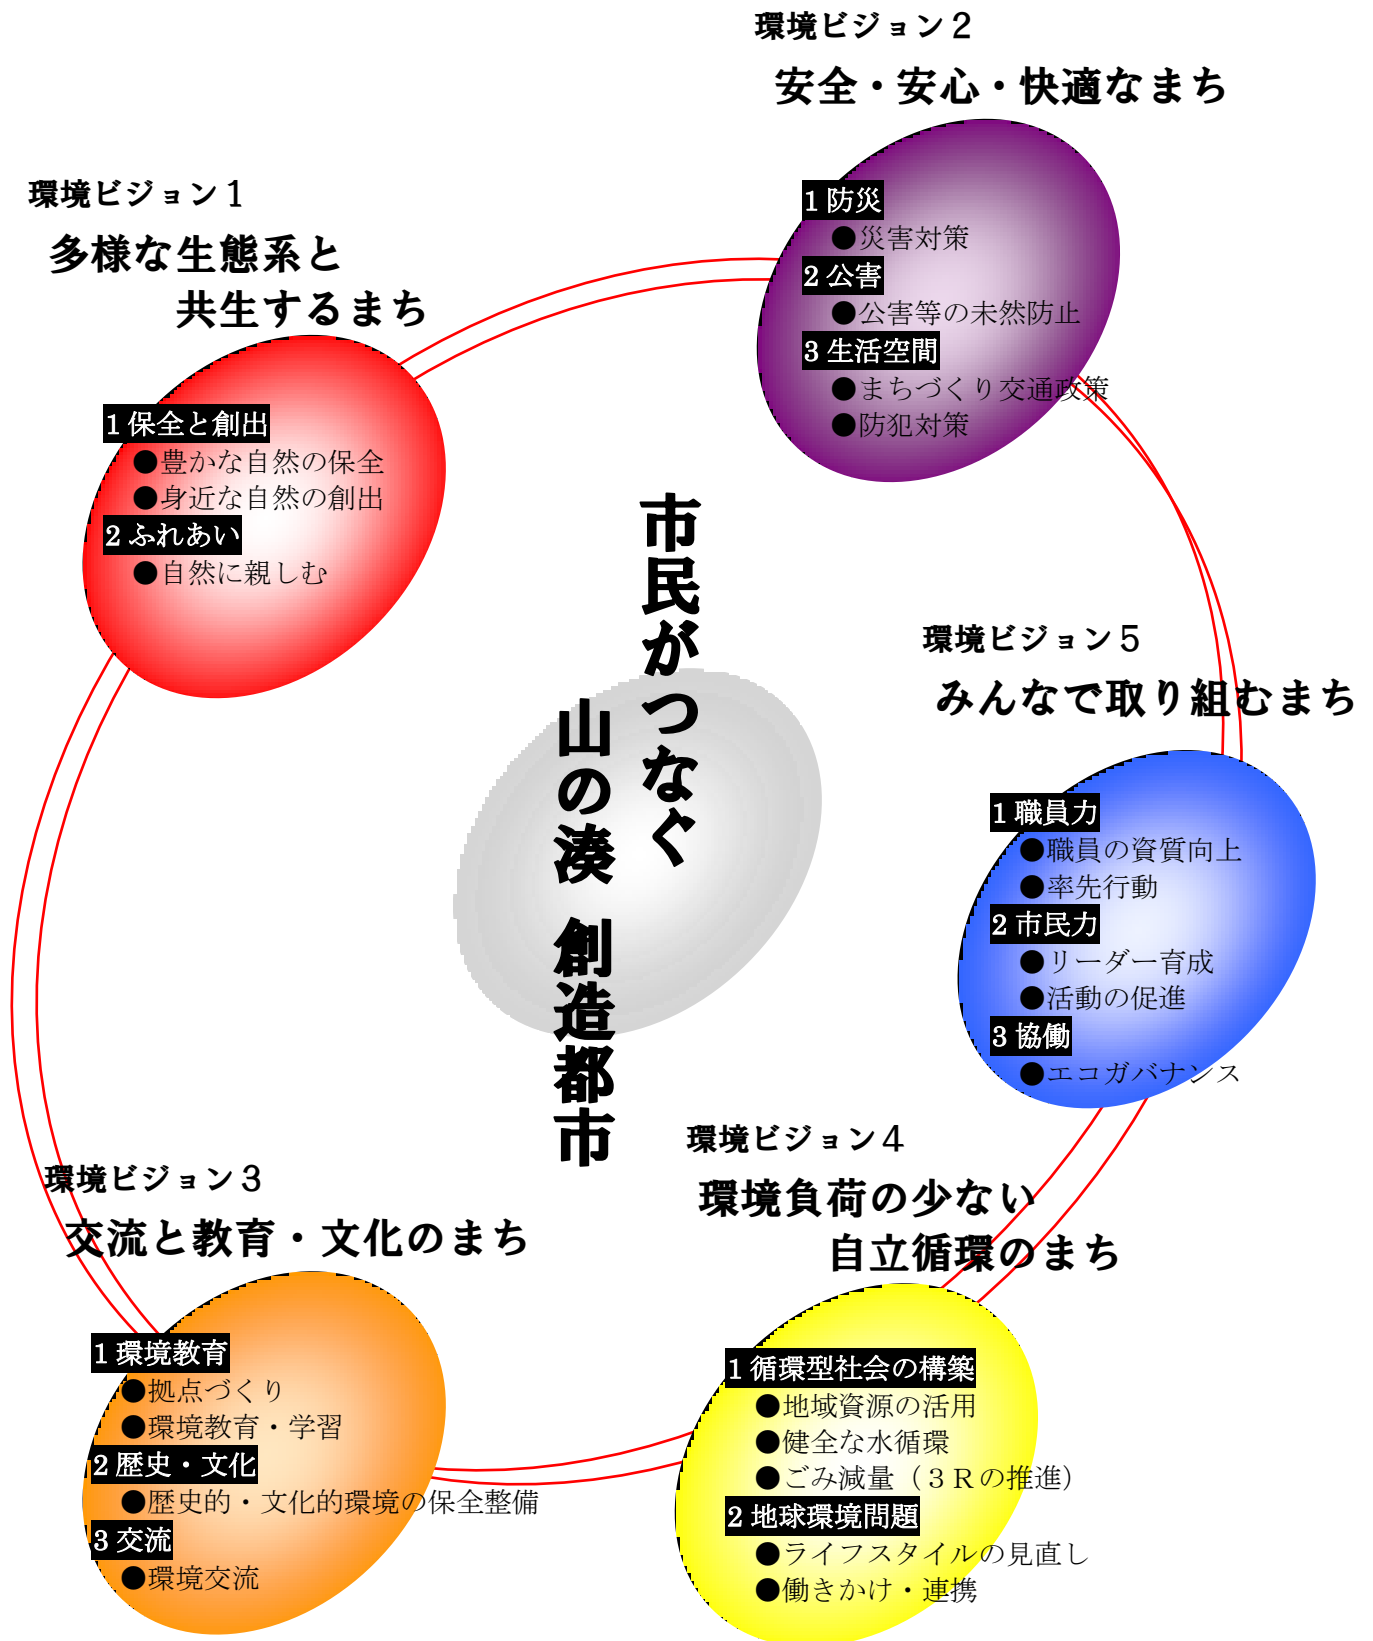 環境ビジョン２
安全・安心・快適なまち
1 防災
●災害対策
2 公害
●公害等の未然防止
3 生活空間
●まちづくり交通政策
●防犯対策
環境ビジョン１
多様な生態系と
共生するまち
1 保全と創出
●豊かな自然の保全
●身近な自然の創出
2 ふれあい
●自然に親しむ
市民がつなぐ
山の湊 創造都市
環境ビジョン５
みんなで取り組むまち
1 職員力
●職員の資質向上
●率先行動
2 市民力
●リーダー育成
●活動の促進
3 協働
●エコガバナンス
環境ビジョン３
交流と教育・文化のまち
1 環境教育
●拠点づくり
●環境教育・学習
2 歴史・文化
●歴史的・文化的環境の保全整備
3 交流
●環境交流
環境ビジョン４
環境負荷の少ない
自立循環のまち
1 循環型社会の構築
●地域資源の活用
●健全な水循環
●ごみ減量（３Ｒの推進）
2 地球環境問題
●ライフスタイルの見直し
●働きかけ・連携